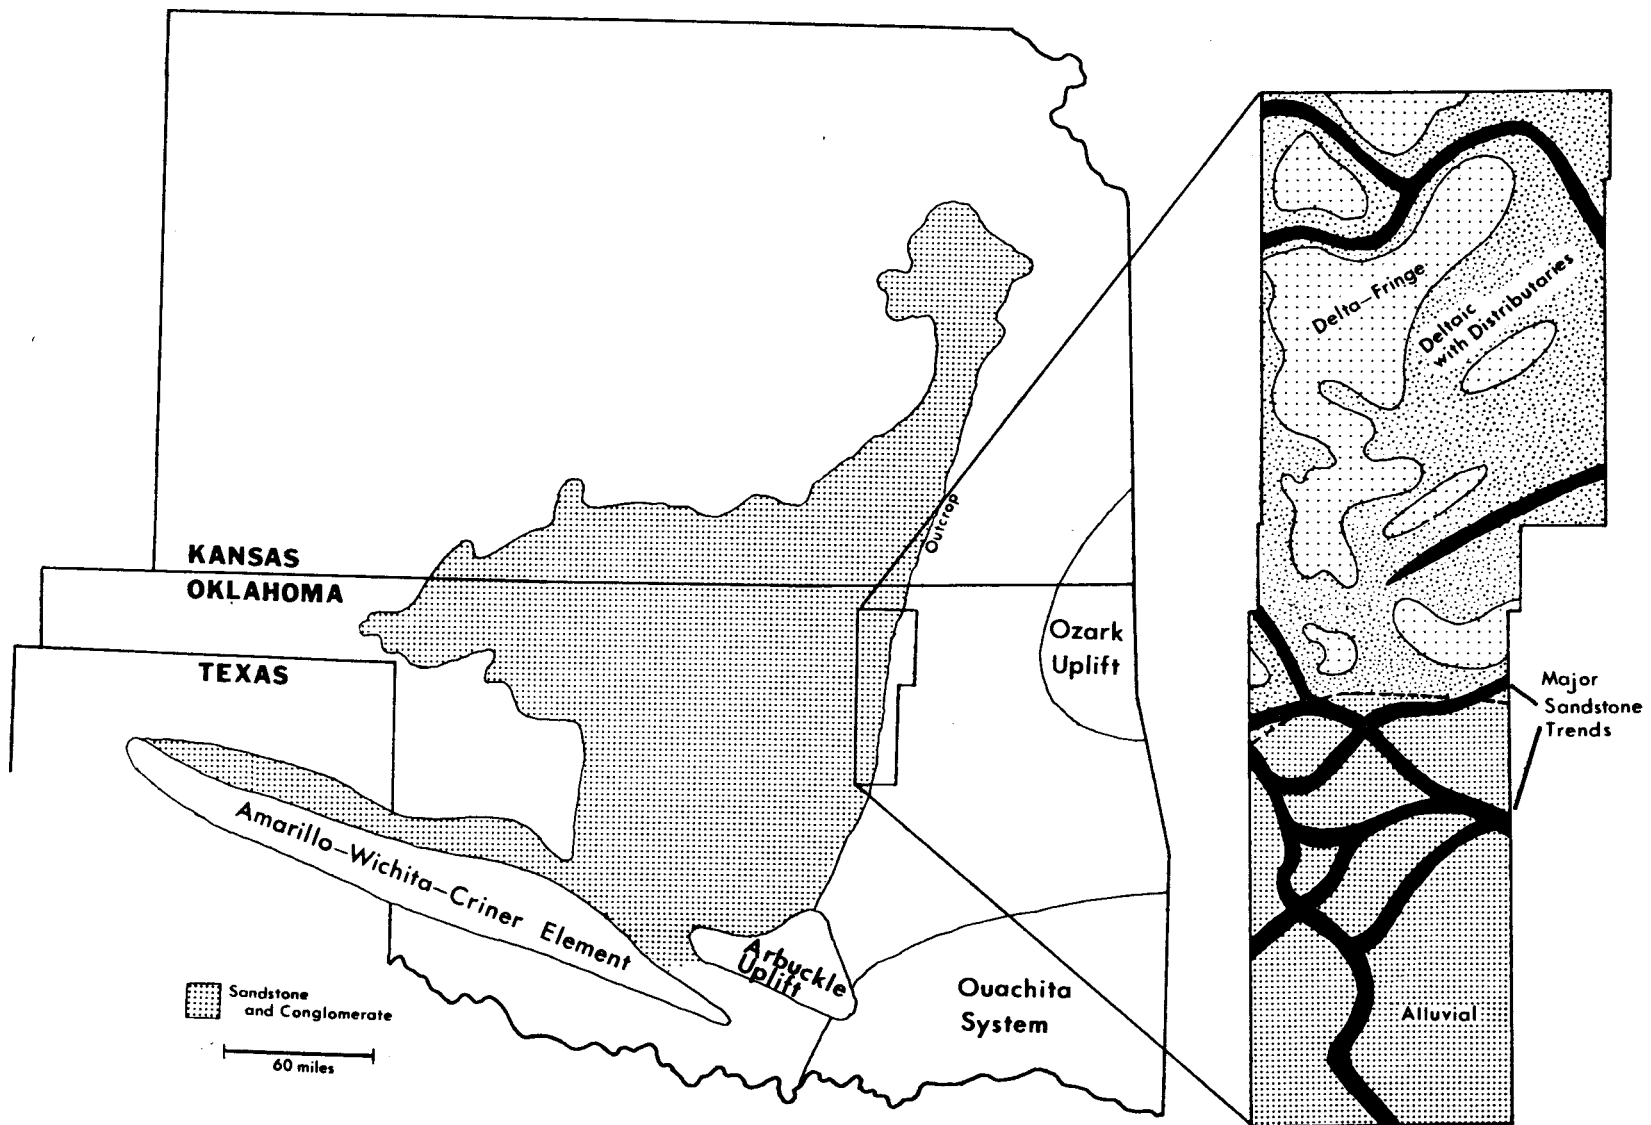 KANSAS
OKLAHOMA
TEXAS
Outcrop
Ozark
Uplift
Amarillo–Wichita–Criner Element
Arbuckle
Uplift
Ouachita
System
Sandstone
and Conglomerate
60 miles
Delta–Fringe
Deltaic
with Distributaries
Major
Sandstone
Trends
Alluvial